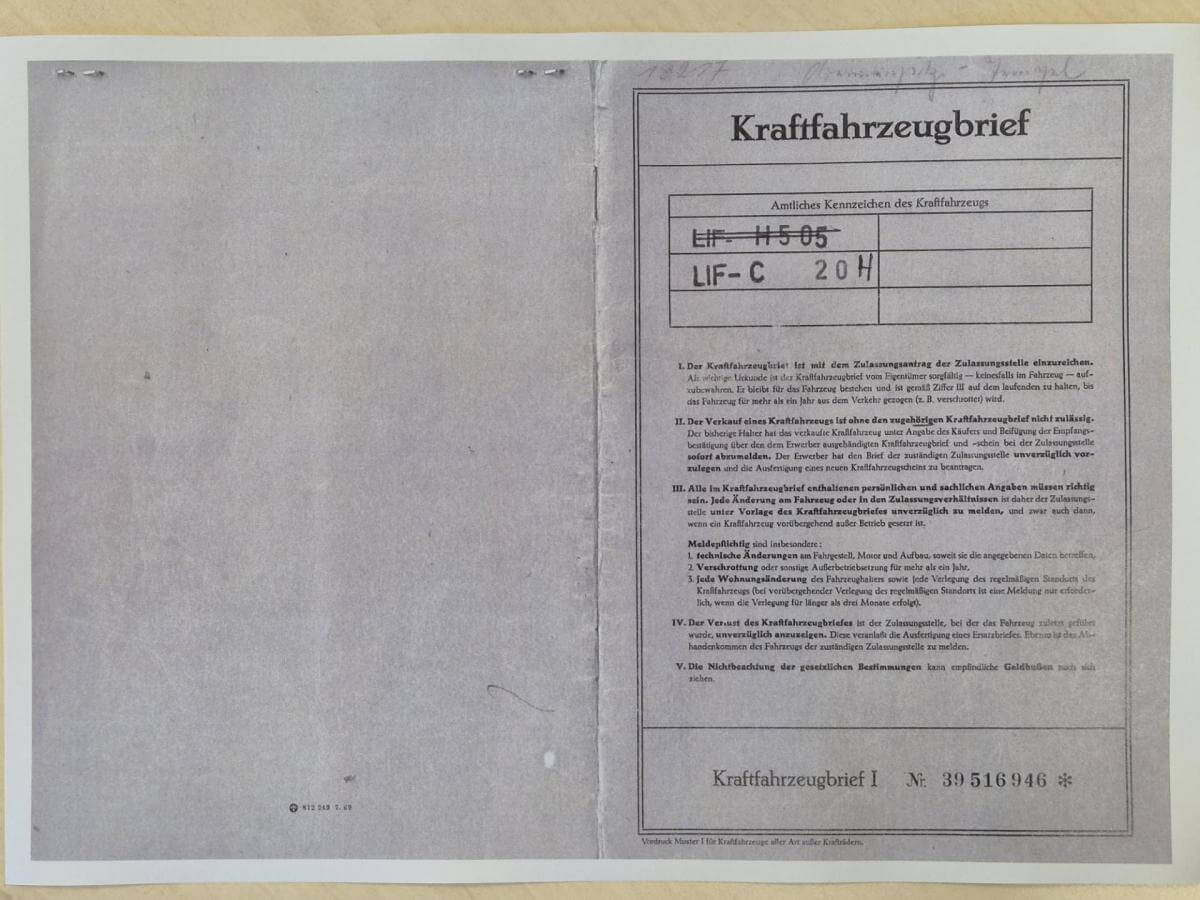 18217
Kraftfahrzeugbrief
Amtliches Kennzeichen des Kraftfahrzeugs
LIF- H 505
LIF-C 20H
I. Der Kraftfahrzeugbrief ist mit dem Zulassungsantrag der Zulassungsstelle einzureichen.
Als wichtige Urkunde ist der Kraftfahrzeugbrief vom Eigentümer sorgfältig — keinesfalls im Fahrzeug — auf-
zubewahren. Er bleibt für das Fahrzeug bestehen und ist gemäß Ziffer III auf dem laufenden zu halten, bis
das Fahrzeug für mehr als ein Jahr aus dem Verkehr gezogen (z. B. verschrottet) wird.
II. Der Verkauf eines Kraftfahrzeugs ist ohne den zugehörigen Kraftfahrzeugbrief nicht zulässig.
Der bisherige Halter hat das verkaufte Kraftfahrzeug unter Angabe des Käufers und Beifügung der Empfangs-
bestätigung über den dem Erwerber ausgehändigten Kraftfahrzeugbrief und -schein bei der Zulassungsstelle
sofort abzumelden. Der Erwerber hat den Brief der zuständigen Zulassungsstelle unverzüglich vor-
zulegen und die Ausfertigung eines neuen Kraftfahrzeugscheins zu beantragen.
III. Alle im Kraftfahrzeugbrief enthaltenen persönlichen und sachlichen Angaben müssen richtig
sein. Jede Änderung am Fahrzeug oder in den Zulassungsverhältnissen ist daher der Zulassungs-
stelle unter Vorlage des Kraftfahrzeugbriefes unverzüglich zu melden, und zwar auch dann,
wenn ein Kraftfahrzeug vorübergehend außer Betrieb gesetzt ist.
Meldepflichtig sind insbesondere:
1. technische Änderungen am Fahrgestell, Motor und Aufbau, soweit sie die angegebenen Daten betreffen,
2. Verschrottung oder sonstige Außerbetriebsetzung für mehr als ein Jahr,
3. Jede Wohnungsänderung des Fahrzeughalters sowie jede Verlegung des regelmäßigen Standorts des
Kraftfahrzeugs (bei vorübergehender Verlegung des regelmäßigen Standorts ist eine Meldung nur erforder-
lich, wenn die Verlegung für länger als drei Monate erfolgt).
IV. Der Verlust des Kraftfahrzeugbriefes ist der Zulassungsstelle, bei der das Fahrzeug zuletzt geführt
wurde, unverzüglich anzuzeigen. Diese veranlaßt die Ausfertigung eines Ersatzbriefes. Ebenso ist das Ab-
handenkommen des Fahrzeugs der zuständigen Zulassungsstelle zu melden.
V. Die Nichtbeachtung der gesetzlichen Bestimmungen kann empfindliche Geldbußen nach sich
ziehen.
Kraftfahrzeugbrief I Nr. 39 516 946 *
Vordruck Muster I für Kraftfahrzeuge aller Art außer Krafträdern.
812 249 7. 69